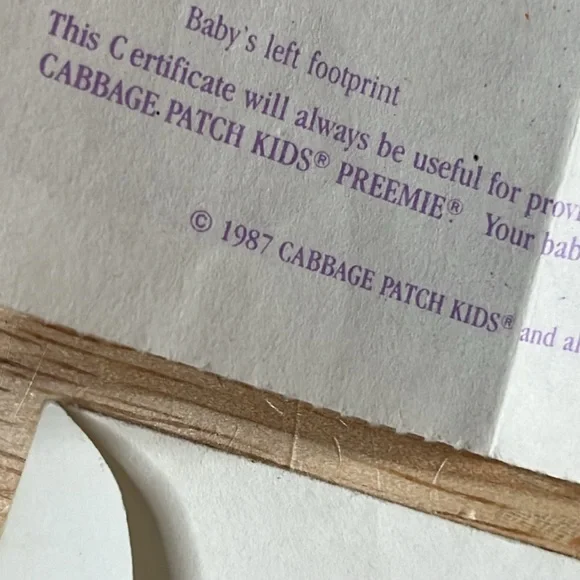 Baby's left footprint
This Certificate will always be useful for
CABBAGE PATCH KIDS® PREEMIE® Your
© 1987 CABBAGE PATCH KIDS® and